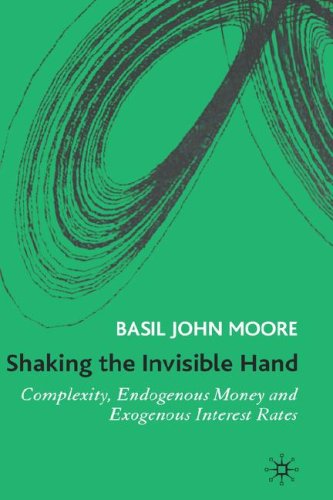 BASIL JOHN MOORE
Shaking the Invisible Hand
Complexity, Endogenous Money and
Exogenous Interest Rates